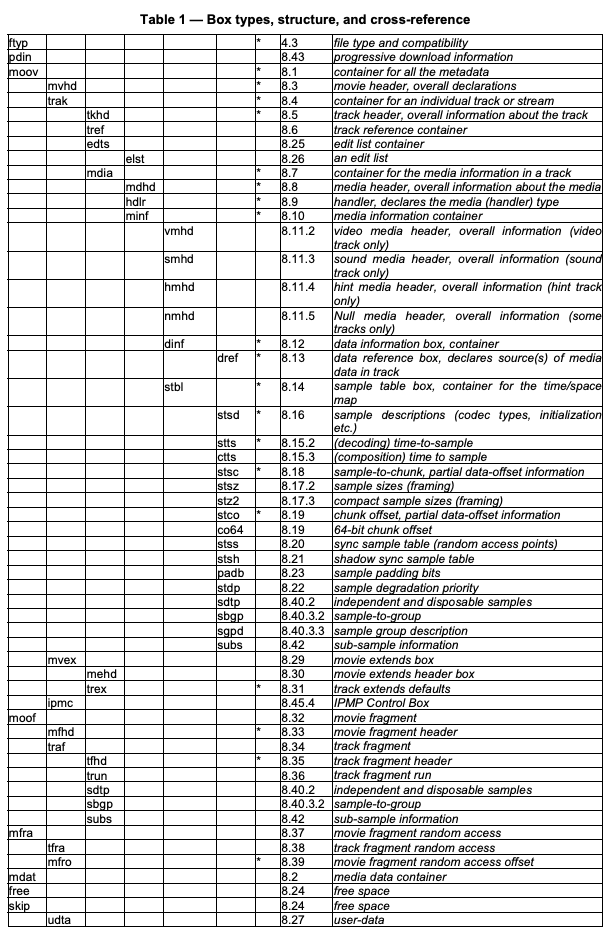 Table 1 — Box types, structure, and cross-reference
ftyp * 4.3 file type and compatibility
pdin 8.43 progressive download information
moov * 8.1 container for all the metadata
mvhd * 8.3 movie header, overall declarations
trak * 8.4 container for an individual track or stream
tkhd * 8.5 track header, overall information about the track
tref 8.6 track reference container
edts 8.25 edit list container
elst 8.26 an edit list
mdia * 8.7 container for the media information in a track
mdhd * 8.8 media header, overall information about the media
hdlr * 8.9 handler, declares the media (handler) type
minf * 8.10 media information container
vmhd 8.11.2 video media header, overall information (video
track only)
smhd 8.11.3 sound media header, overall information (sound
track only)
hmhd 8.11.4 hint media header, overall information (hint track
only)
nmhd 8.11.5 Null media header, overall information (some
tracks only)
dinf * 8.12 data information box, container
dref * 8.13 data reference box, declares source(s) of media
data in track
stbl * 8.14 sample table box, container for the time/space
map
stsd * 8.16 sample descriptions (codec types, initialization
etc.)
stts * 8.15.2 (decoding) time-to-sample
ctts 8.15.3 (composition) time to sample
stsc * 8.18 sample-to-chunk, partial data-offset information
stsz 8.17.2 sample sizes (framing)
stz2 8.17.3 compact sample sizes (framing)
stco * 8.19 chunk offset, partial data-offset information
co64 8.19 64-bit chunk offset
stss 8.20 sync sample table (random access points)
stsh 8.21 shadow sync sample table
padb 8.23 sample padding bits
stdp 8.22 sample degradation priority
sdtp 8.40.2 independent and disposable samples
sbgp 8.40.3.2 sample-to-group
sgpd 8.40.3.3 sample group description
subs 8.42 sub-sample information
mvex 8.29 movie extends box
mehd 8.30 movie extends header box
trex * 8.31 track extends defaults
ipmc 8.45.4 IPMP Control Box
moof 8.32 movie fragment
mfhd * 8.33 movie fragment header
traf 8.34 track fragment
tfhd * 8.35 track fragment header
trun 8.36 track fragment run
sdtp 8.40.2 independent and disposable samples
sbgp 8.40.3.2 sample-to-group
subs 8.42 sub-sample information
mfra 8.37 movie fragment random access
tfra 8.38 track fragment random access
mfro * 8.39 movie fragment random access offset
mdat 8.2 media data container
free 8.24 free space
skip 8.24 free space
udta 8.27 user-data